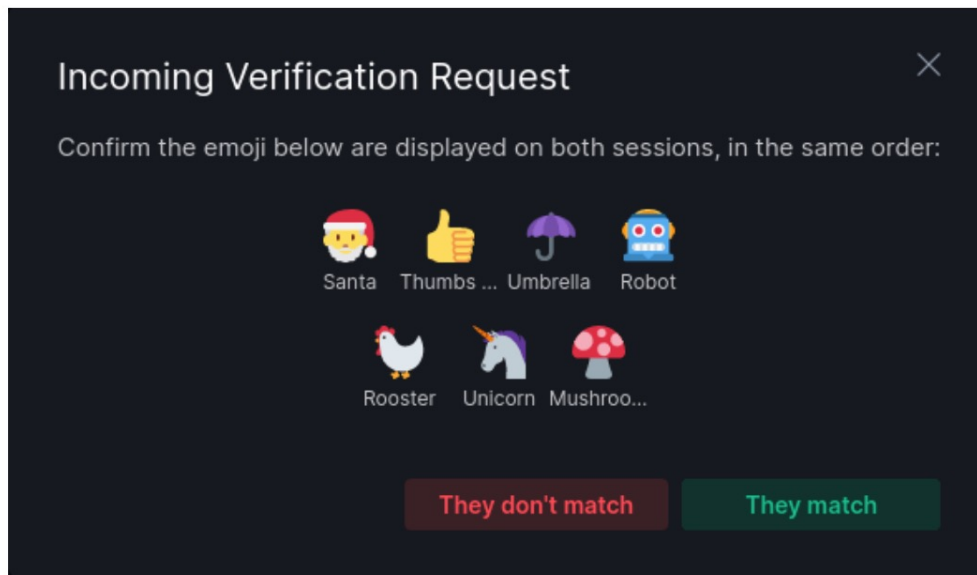 Incoming Verification Request
Confirm the emoji below are displayed on both sessions, in the same order:
Santa Thumbs ... Umbrella Robot
Rooster Unicorn Mushroo...
They don't match They match